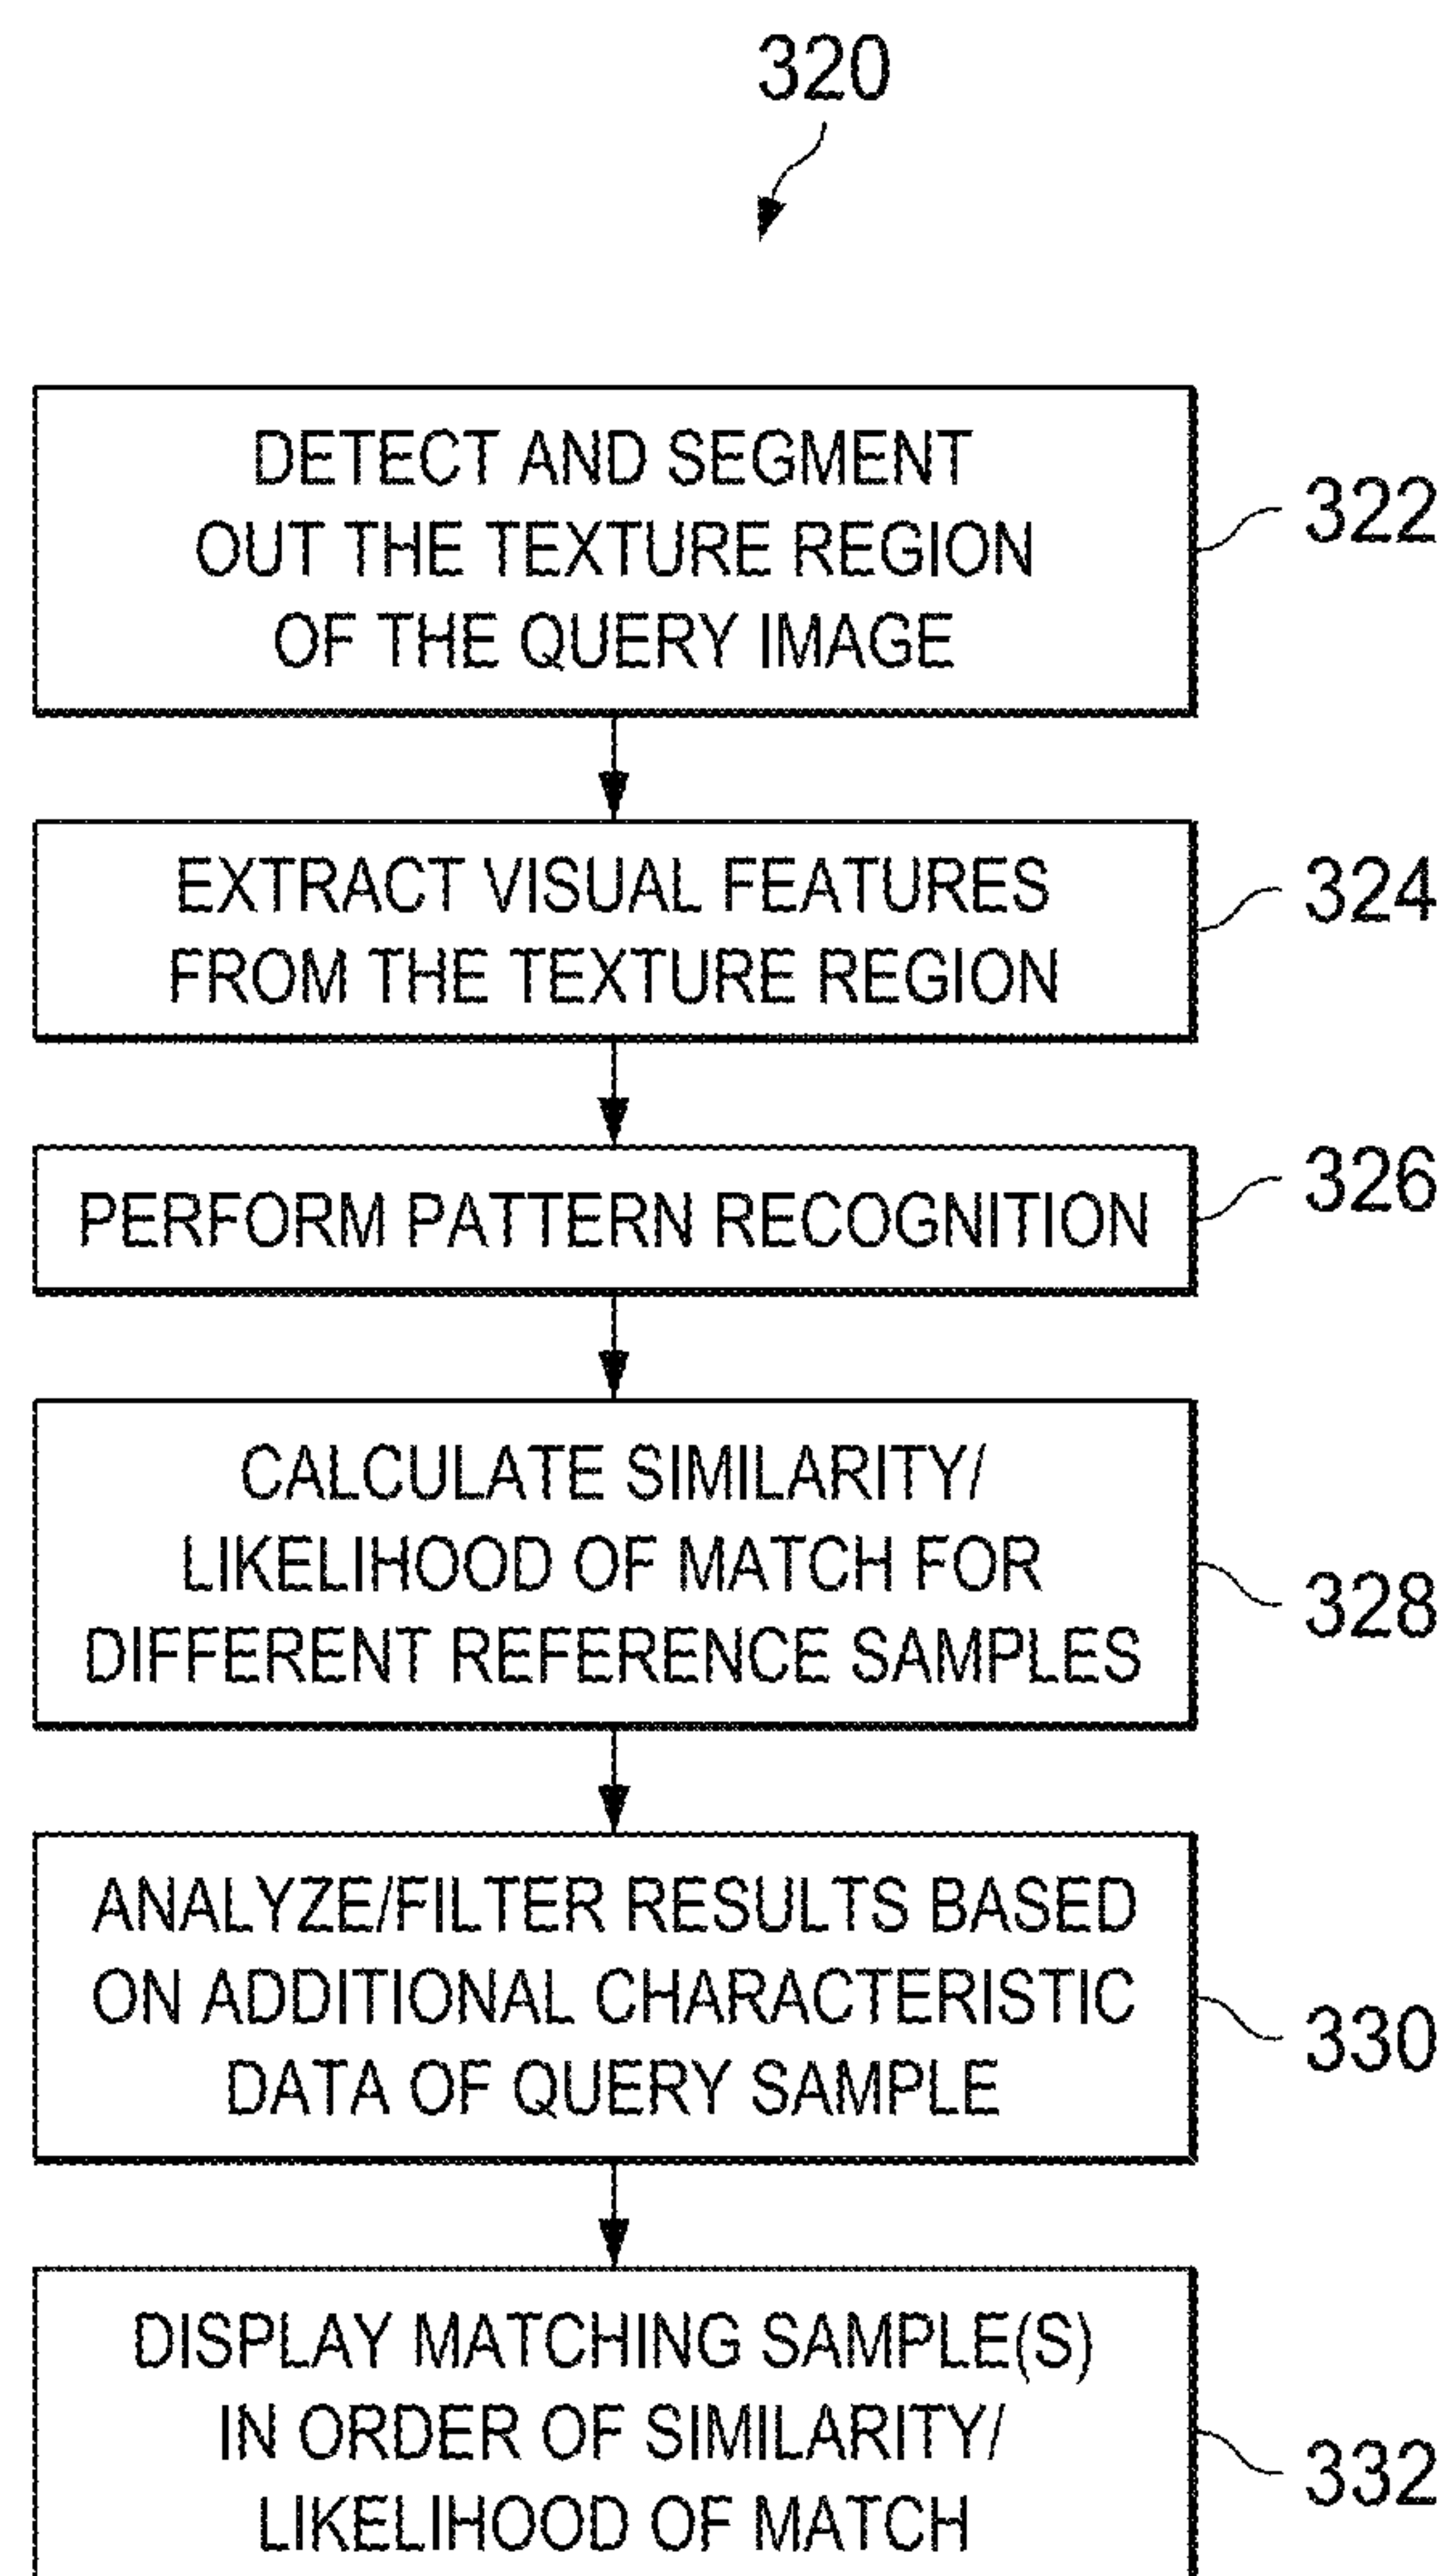 320
DETECT AND SEGMENT
OUT THE TEXTURE REGION
OF THE QUERY IMAGE
322
EXTRACT VISUAL FEATURES
FROM THE TEXTURE REGION
324
PERFORM PATTERN RECOGNITION
326
CALCULATE SIMILARITY/
LIKELIHOOD OF MATCH FOR
DIFFERENT REFERENCE SAMPLES
328
ANALYZE/FILTER RESULTS BASED
ON ADDITIONAL CHARACTERISTIC
DATA OF QUERY SAMPLE
330
DISPLAY MATCHING SAMPLE(S)
IN ORDER OF SIMILARITY/
LIKELIHOOD OF MATCH
332